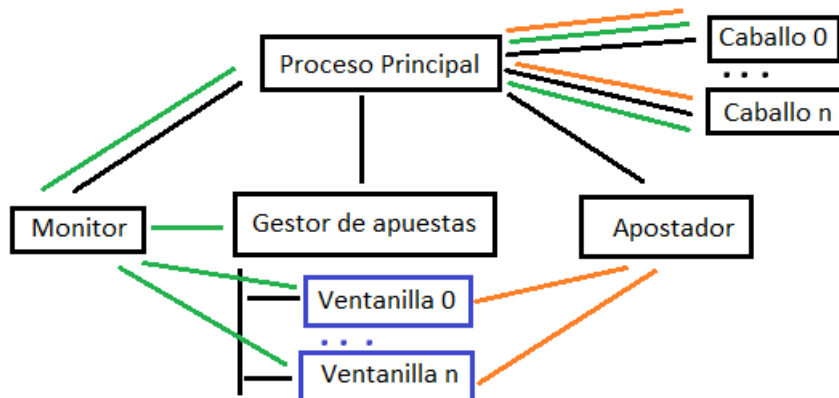 Proceso Principal
Caballo 0
. . .
Caballo n
Monitor
Gestor de apuestas
Apostador
Ventanilla 0
. . .
Ventanilla n